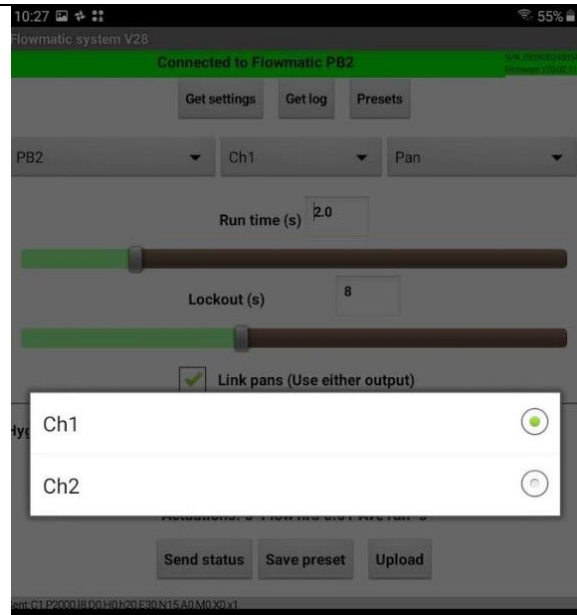 10:27 55%
Flowmatic system V28
Connected to Flowmatic PB2
Get settings Get log Presets
PB2 Ch1 Pan
Run time (s) 2.0
Lockout (s) 8
Link pans (Use either output)
Ch1
Ch2
Send status Save preset Upload